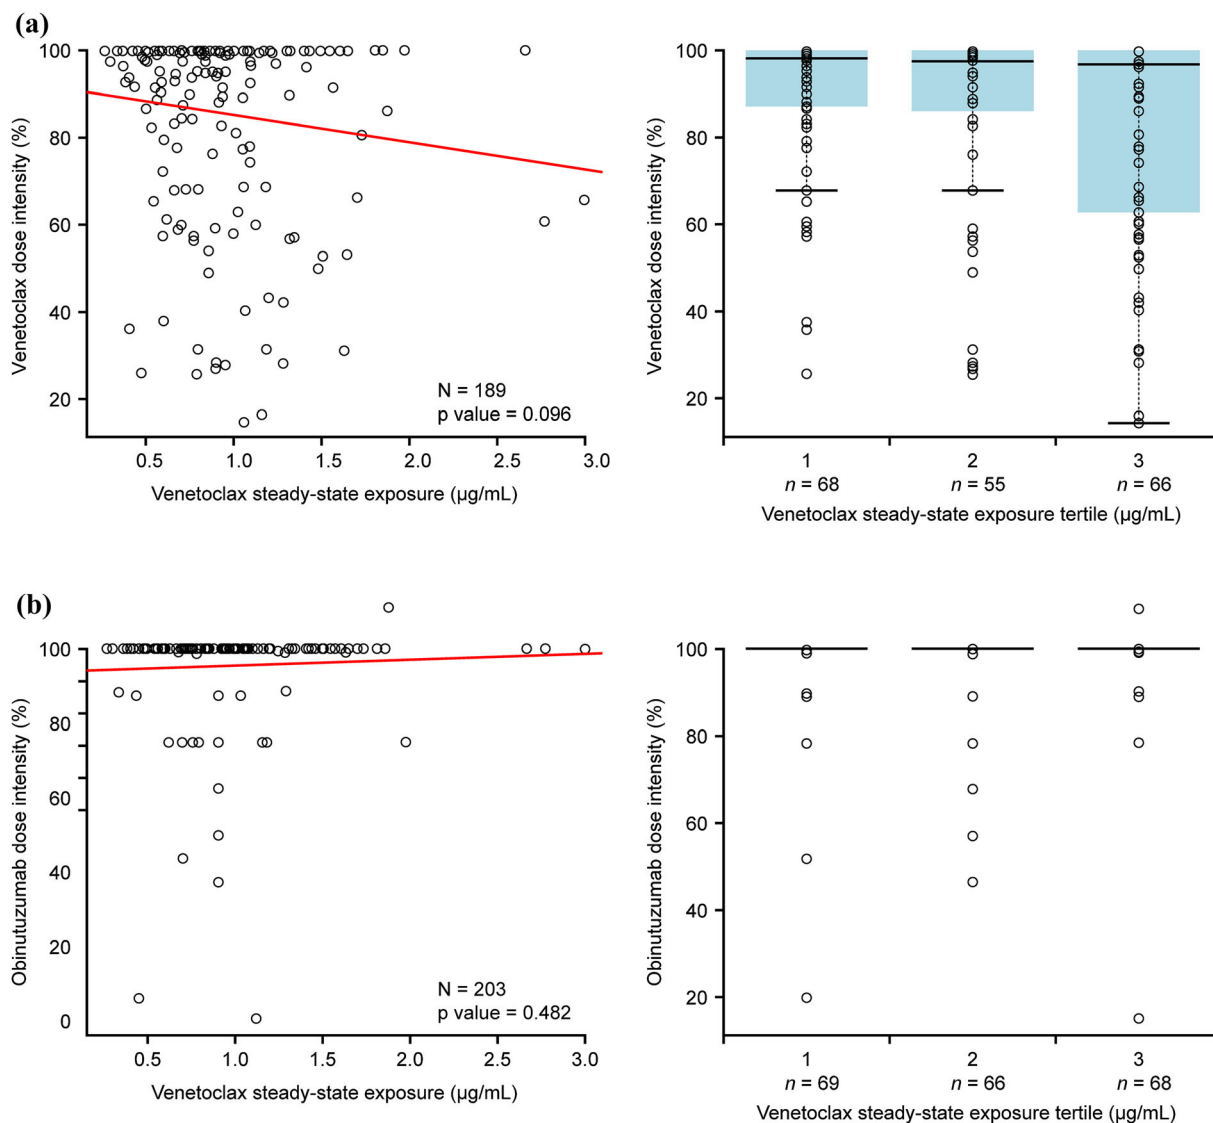 (a)
Venetoclax dose intensity (%)
100
80
60
40
20
N = 189
p value = 0.096
0.5 1.0 1.5 2.0 2.5 3.0
Venetoclax steady-state exposure (µg/mL)
Venetoclax dose intensity (%)
100
80
60
40
20
1 2 3
n = 68 n = 55 n = 66
Venetoclax steady-state exposure tertile (µg/mL)
(b)
Obinutuzumab dose intensity (%)
100
80
60
40
20
0
N = 203
p value = 0.482
0.5 1.0 1.5 2.0 2.5 3.0
Venetoclax steady-state exposure (µg/mL)
Obinutuzumab dose intensity (%)
100
80
60
40
20
1 2 3
n = 69 n = 66 n = 68
Venetoclax steady-state exposure tertile (µg/mL)